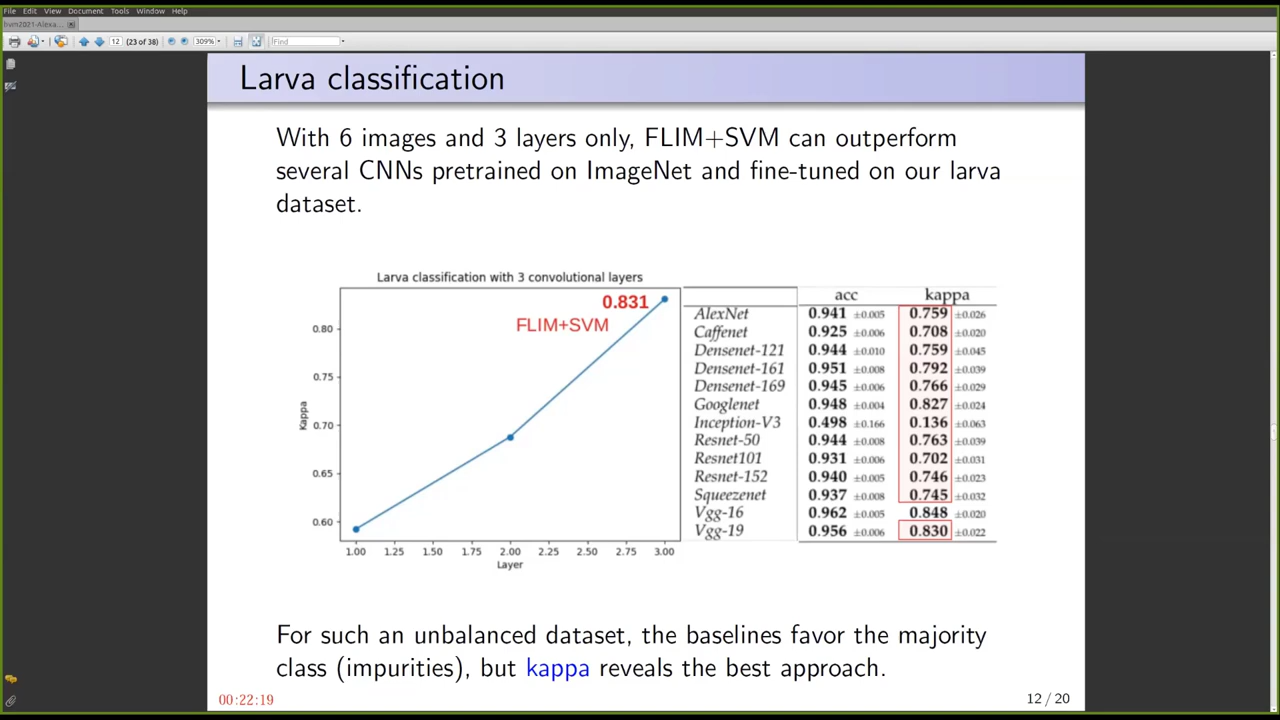 File Edit View Document Tools Window Help
bvm2021-Alexa...
12 (23 of 38) 309% Find
Larva classification
With 6 images and 3 layers only, FLIM+SVM can outperform
several CNNs pretrained on ImageNet and fine-tuned on our larva
dataset.
Larva classification with 3 convolutional layers
0.831
FLIM+SVM
0.80
0.75
0.70
0.65
0.60
Kappa
1.00 1.25 1.50 1.75 2.00 2.25 2.50 2.75 3.00
Layer
acc kappa
AlexNet 0.941 ±0.005 0.759 ±0.026
Caffenet 0.925 ±0.006 0.708 ±0.020
Densenet-121 0.944 ±0.010 0.759 ±0.045
Densenet-161 0.951 ±0.008 0.792 ±0.039
Densenet-169 0.945 ±0.006 0.766 ±0.029
Googlenet 0.948 ±0.004 0.827 ±0.024
Inception-V3 0.498 ±0.166 0.136 ±0.063
Resnet-50 0.944 ±0.008 0.763 ±0.039
Resnet101 0.931 ±0.006 0.702 ±0.031
Resnet-152 0.940 ±0.005 0.746 ±0.023
Squeezenet 0.937 ±0.008 0.745 ±0.032
Vgg-16 0.962 ±0.005 0.848 ±0.020
Vgg-19 0.956 ±0.006 0.830 ±0.022
For such an unbalanced dataset, the baselines favor the majority
class (impurities), but kappa reveals the best approach.
00:22:19
12 / 20